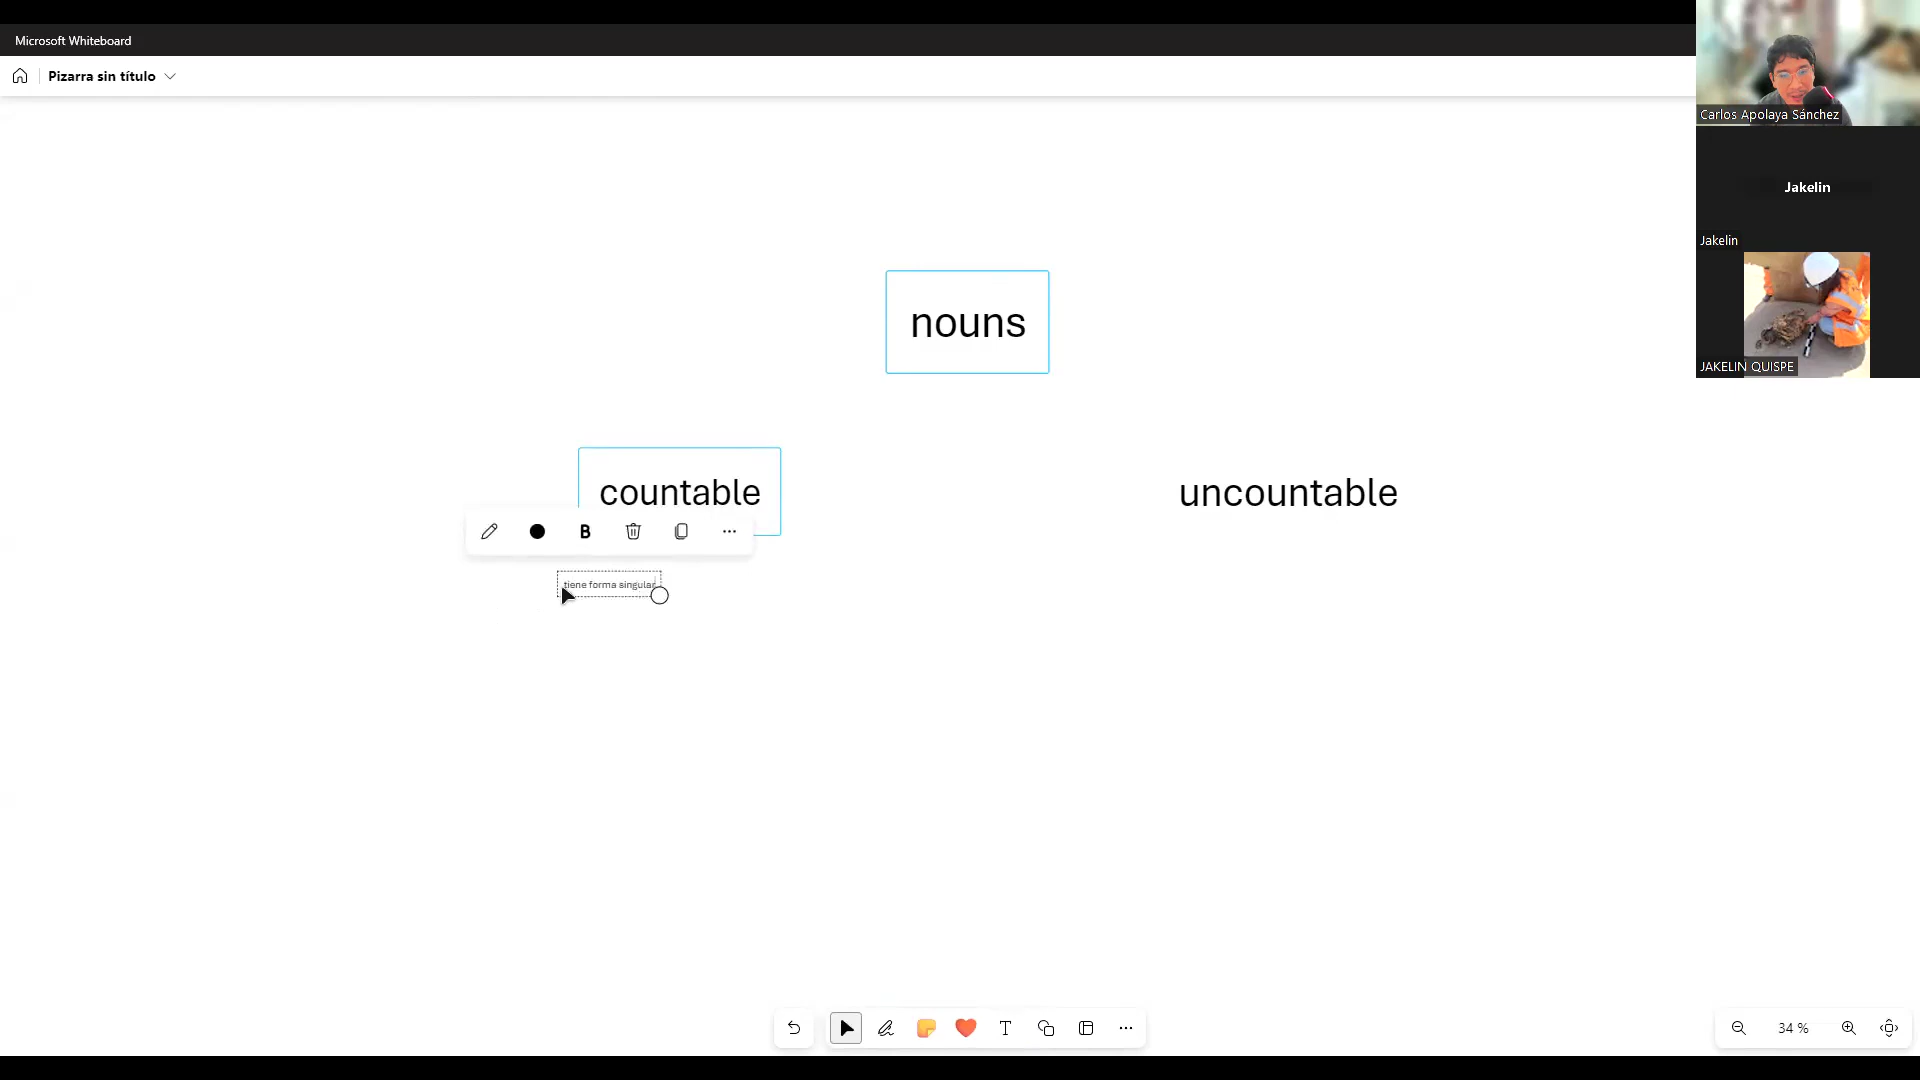 Microsoft Whiteboard
Pizarra sin título
Carlos Apolaya Sánchez
Jakelin
Jakelin
JAKELIN QUISPE
nouns
countable
uncountable
B
tiene forma singular
T
34 %